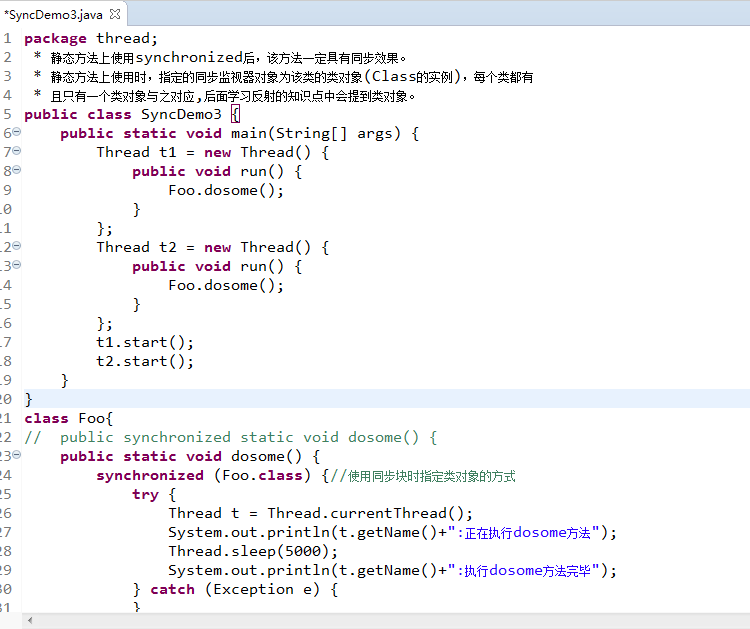 *SyncDemo3.java
1 package thread;
2  * 静态方法上使用synchronized后，该方法一定具有同步效果。
3  * 静态方法上使用时，指定的同步监视器对象为该类的类对象(Class的实例)，每个类都有
4  * 且只有一个类对象与之对应,后面学习反射的知识点中会提到类对象。
5 public class SyncDemo3 {
6     public static void main(String[] args) {
7         Thread t1 = new Thread() {
8             public void run() {
9                 Foo.dosome();
10             }
11         };
12         Thread t2 = new Thread() {
13             public void run() {
14                 Foo.dosome();
15             }
16         };
17         t1.start();
18         t2.start();
19     }
20 }
21 class Foo{
22 //  public synchronized static void dosome() {
23     public static void dosome() {
24         synchronized (Foo.class) {//使用同步块时指定类对象的方式
25             try {
26                 Thread t = Thread.currentThread();
27                 System.out.println(t.getName()+":正在执行dosome方法");
28                 Thread.sleep(5000);
29                 System.out.println(t.getName()+":执行dosome方法完毕");
30             } catch (Exception e) {
31             }